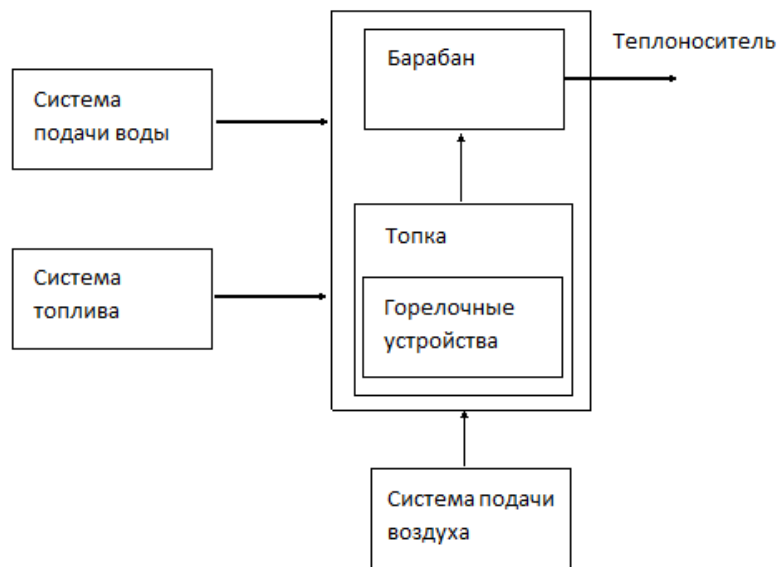 Барабан
Теплоноситель
Система
подачи воды
Топка
Система
топлива
Горелочные
устройства
Система подачи
воздуха